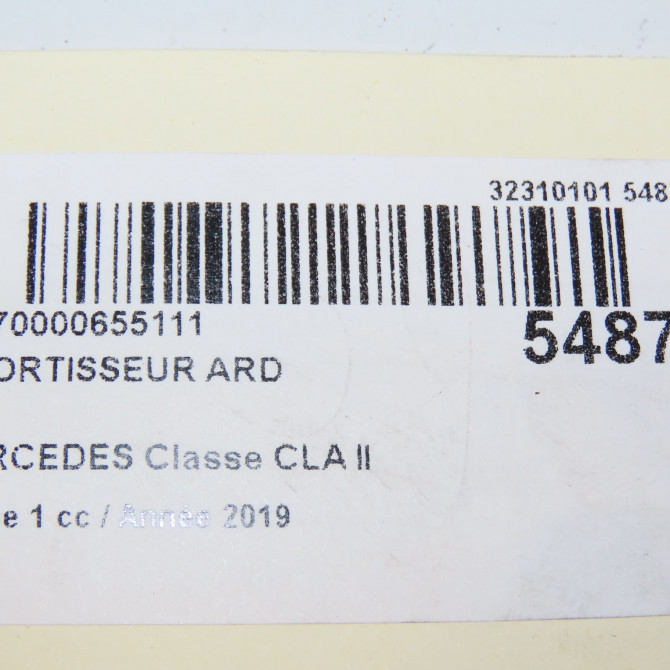 32310101 548
70000655111
5487
ORTISSEUR ARD
RCEDES Classe CLA II
e 1 cc / Année 2019